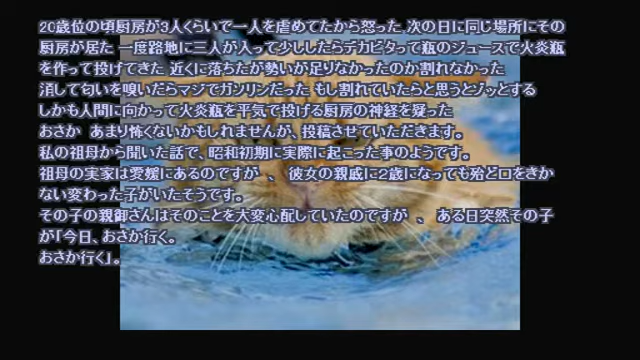 20歳位の頃厨房が3人くらいで一人を虐めてたから怒った,次の日に同じ場所にその
厨房が居た 一度路地に三人が入って少ししたらデカビタって瓶のジュースで火炎瓶
を作って投げてきた 近くに落ちたが勢いが足りなかったのか割れなかった
消して匂いを嗅いだらマジでガソリンだった もし割れていたらと思うとゾッとする
しかも人間に向かって火炎瓶を平気で投げる厨房の神経を疑った
おさか あまり怖くないかもしれませんが、投稿させていただきます。
私の祖母から聞いた話で、昭和初期に実際に起こった事のようです。
祖母の実家は愛媛にあるのですが 、 彼女の親戚に2歳になっても殆ど口をきか
ない変わった子がいたそうです。
その子の親御さんはそのことを大変心配していたのですが 、 ある日突然その子
が「今日、おさか行く。
おさか行く」。